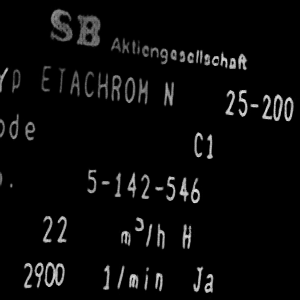 SB Aktiengesellschaft
yp ETACHROM N 25-200
ode C1
o. 5-142-546
22 m³/h H
2900 1/min Ja